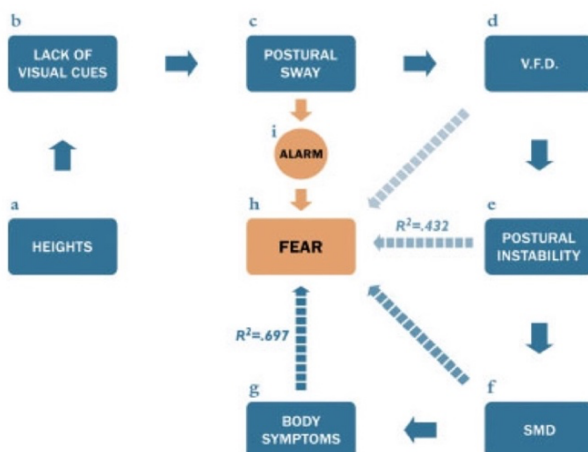 b
c
d
LACK OF
VISUAL CUES
POSTURAL
SWAY
V.F.D.
i
ALARM
a
h
e
HEIGHTS
FEAR
R²=.432
POSTURAL
INSTABILITY
R²=.697
g
f
BODY
SYMPTOMS
SMD